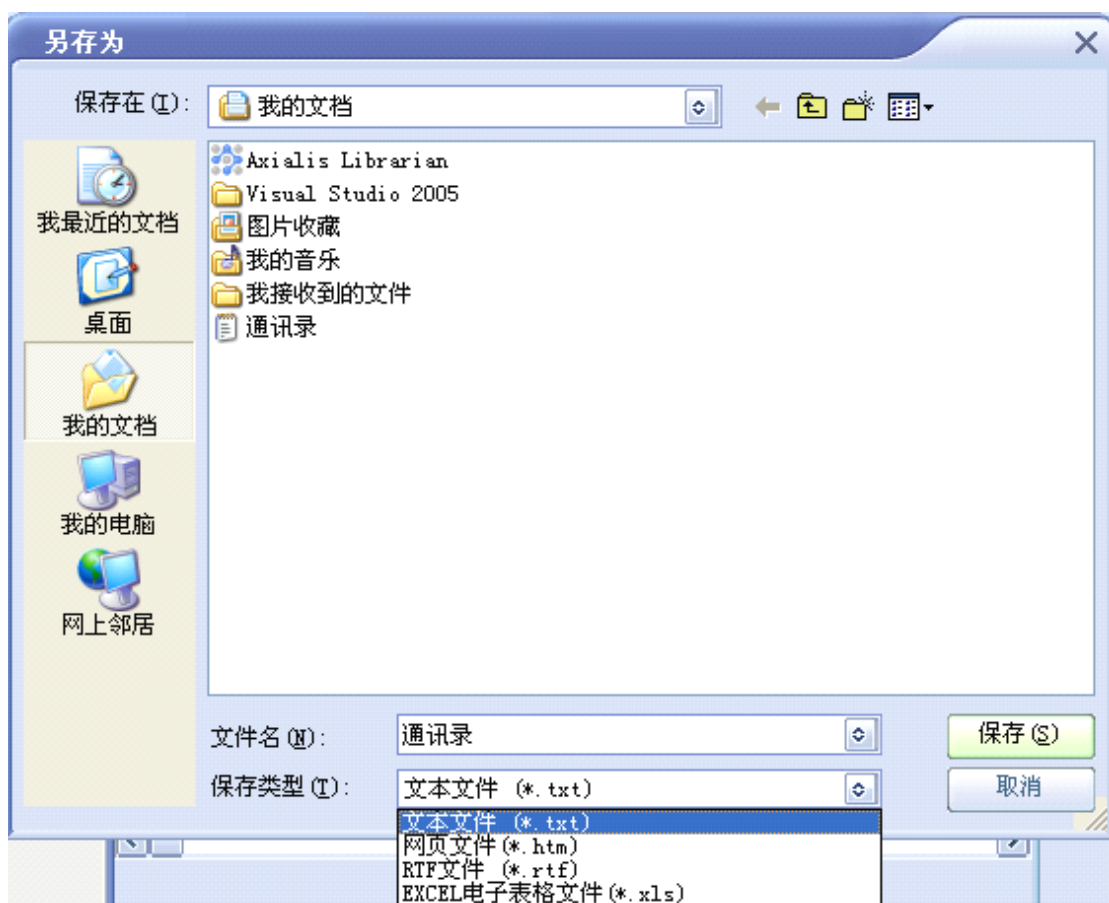 另存为
保存在(I):
我的文档
Axialis Librarian
Visual Studio 2005
图片收藏
我的音乐
我接收到的文件
通讯录
我最近的文档
桌面
我的文档
我的电脑
网上邻居
文件名(N):
通讯录
保存(S)
保存类型(T):
文本文件 (*.txt)
取消
文本文件 (*.txt)
网页文件(*.htm)
RTF文件 (*.rtf)
EXCEL电子表格文件(*.xls)